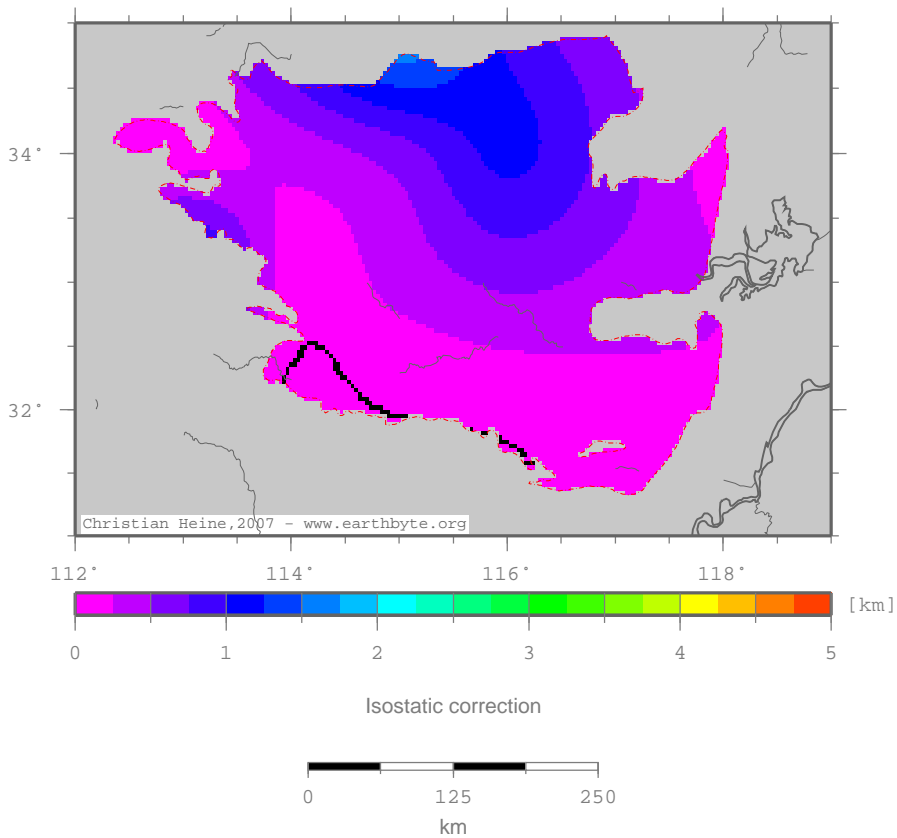 34°
32°
Christian Heine,2007 - www.earthbyte.org
112° 114° 116° 118°
[km]
0 1 2 3 4 5
Isostatic correction
0 125 250
km